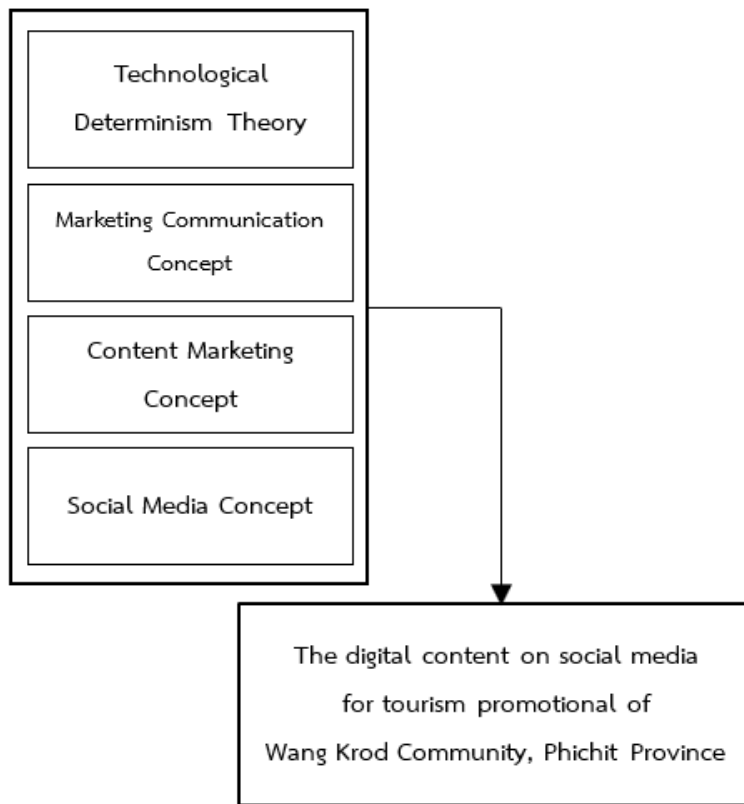 Technological
Determinism Theory
Marketing Communication
Concept
Content Marketing
Concept
Social Media Concept
The digital content on social media
for tourism promotional of
Wang Krod Community, Phichit Province